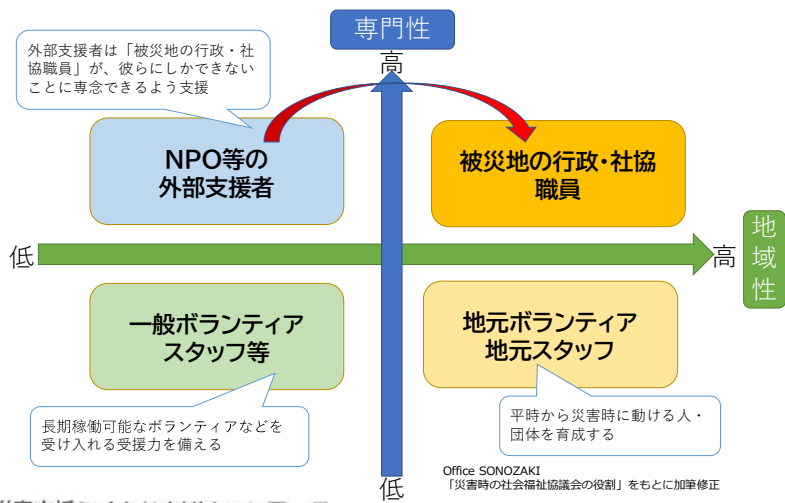 専門性
高
外部支援者は「被災地の行政・社
協職員」が、彼らにしかできない
ことに専念できるよう支援
NPO等の
外部支援者
被災地の行政・社協
職員
低
高
地
域
性
一般ボランティア
スタッフ等
地元ボランティア
地元スタッフ
長期稼働可能なボランティアなどを
受け入れる受援力を備える
平時から災害時に動ける人・
団体を育成する
低
Office SONOZAKI
「災害時の社会福祉協議会の役割」をもとに加筆修正